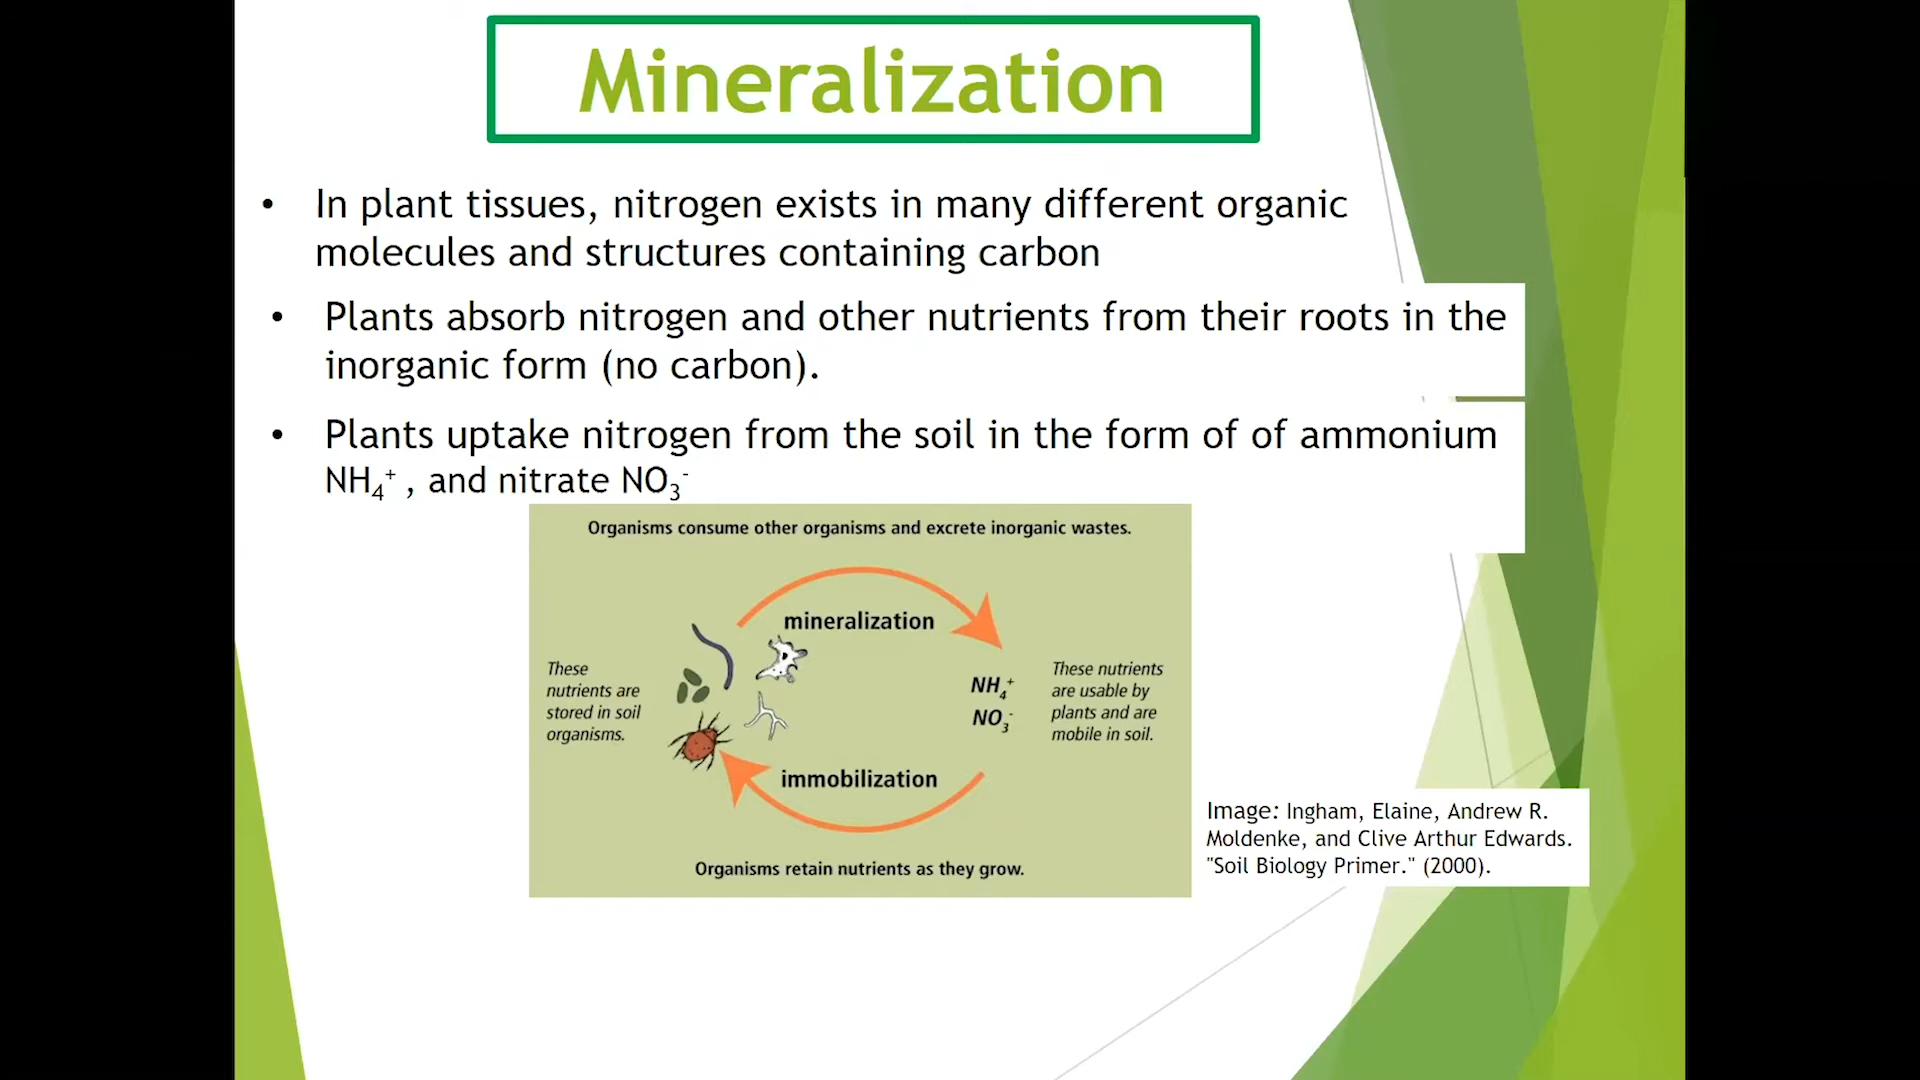 Mineralization
• In plant tissues, nitrogen exists in many different organic
molecules and structures containing carbon
• Plants absorb nitrogen and other nutrients from their roots in the
inorganic form (no carbon).
• Plants uptake nitrogen from the soil in the form of of ammonium
NH₄⁺ , and nitrate NO₃⁻
Organisms consume other organisms and excrete inorganic wastes.
mineralization
These
nutrients are
stored in soil
organisms.
NH₄⁺
NO₃⁻
These nutrients
are usable by
plants and are
mobile in soil.
immobilization
Organisms retain nutrients as they grow.
Image: Ingham, Elaine, Andrew R.
Moldenke, and Clive Arthur Edwards.
"Soil Biology Primer." (2000).